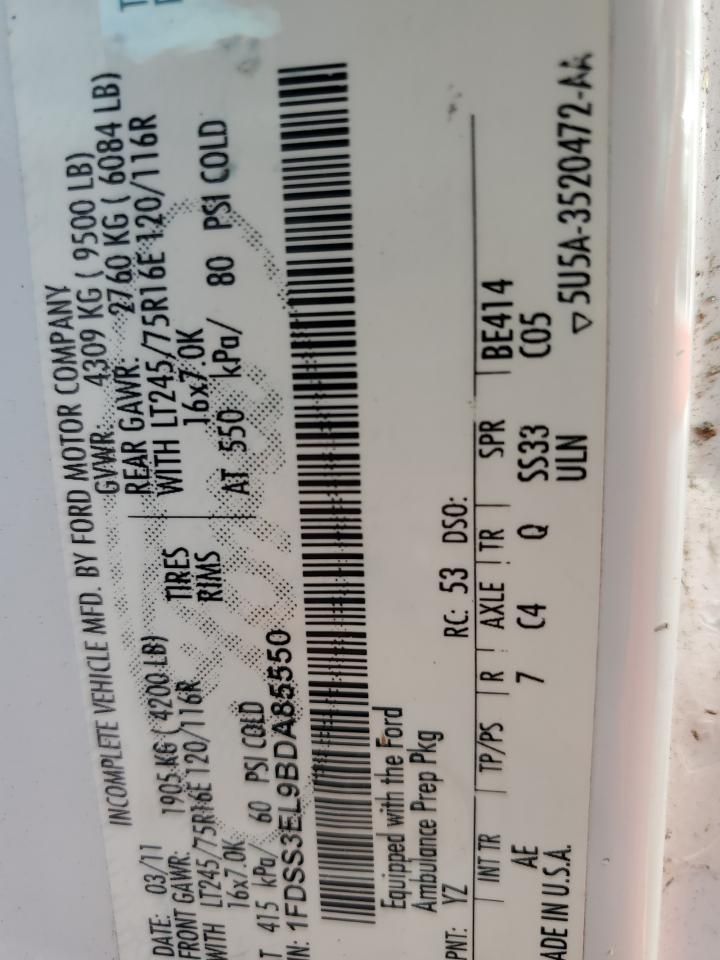 INCOMPLETE VEHICLE MFD. BY FORD MOTOR COMPANY
DATE: 03/11 GVWR: 4309 KG ( 9500 LB)
FRONT GAWR: 1905 KG ( 4200 LB) REAR GAWR: 2760 KG ( 6084 LB)
WITH LT245/75R16E 120/116R TIRES WITH LT245/75R16E 120/116R
16x7.0K RIMS 16x7.0K
T 415 kPa/ 60 PSI COLD AT 550 kPa/ 80 PSI COLD
IN: 1FDSS3EL9BDA85550
Equipped with the Ford
Ambulance Prep Pkg
PNT: YZ RC: 53 DSO:
INT TR TP/PS R AXLE TR SPR BE414
AE 7 C4 Q SS33 C05
ADE IN U.S.A. ULN
5U5A-3520472-AA